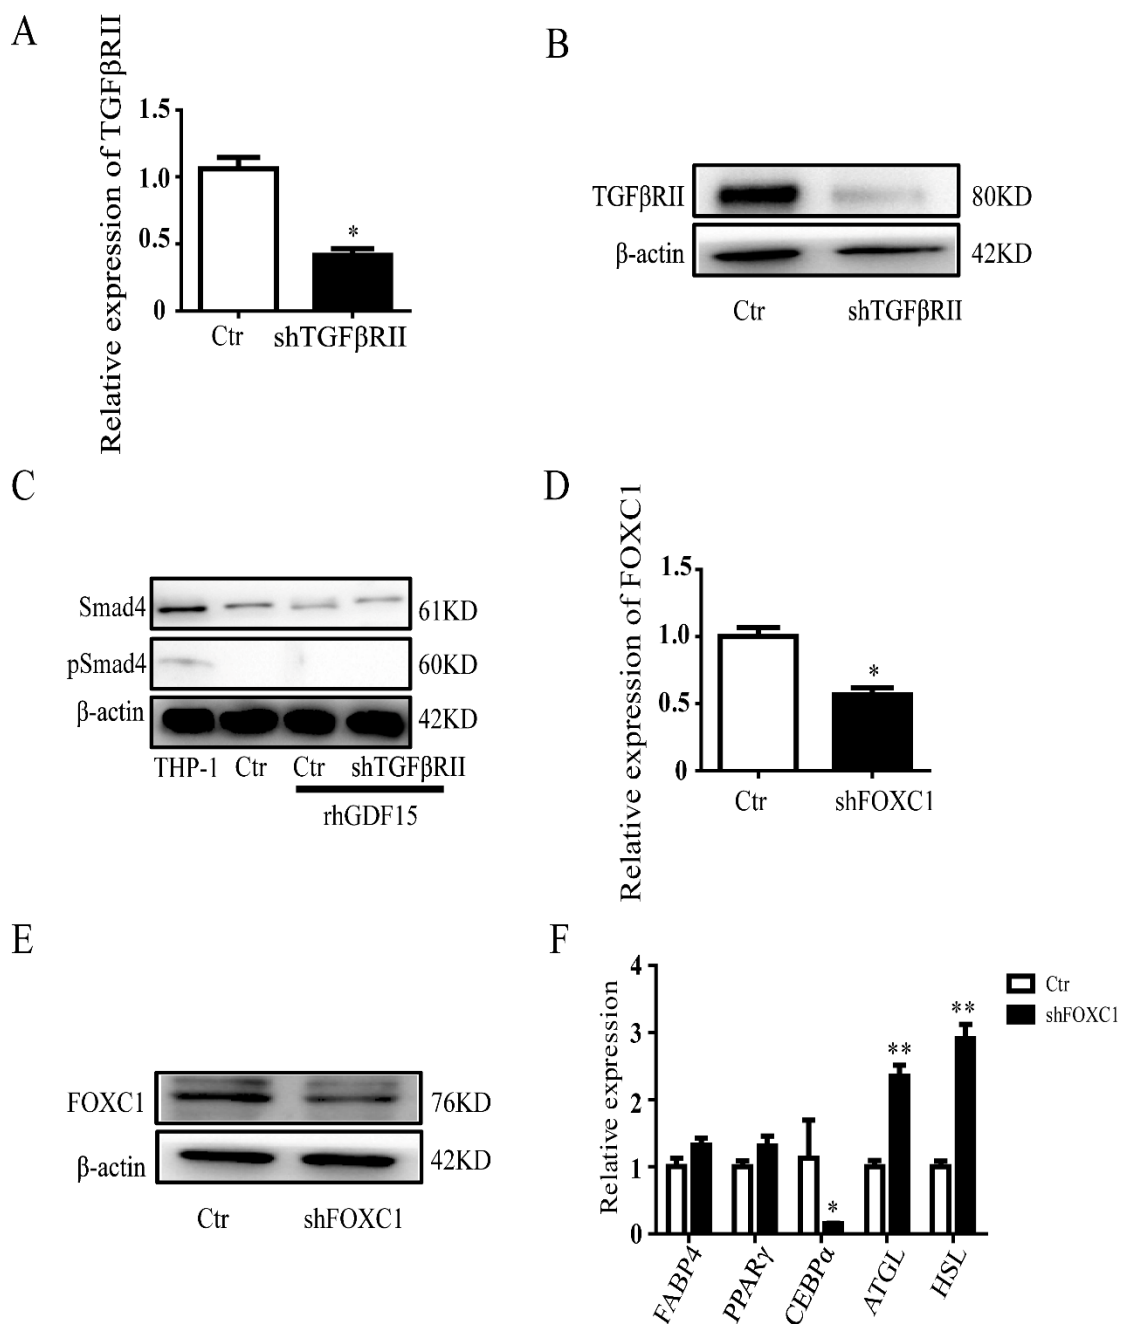 A
Relative expression of TGFβRII
1.5
1.0
0.5
0
*
Ctr
shTGFβRII
B
TGFβRII
80KD
β-actin
42KD
Ctr
shTGFβRII
C
Smad4
61KD
pSmad4
60KD
β-actin
42KD
THP-1
Ctr
Ctr
shTGFβRII
rhGDF15
D
Relative expression of FOXC1
1.5
1.0
0.5
0
*
Ctr
shFOXC1
E
FOXC1
76KD
β-actin
42KD
Ctr
shFOXC1
F
Relative expression
4
3
2
1
0
*
**
**
FABP4
PPARγ
CEBPα
ATGL
HSL
Ctr
shFOXC1